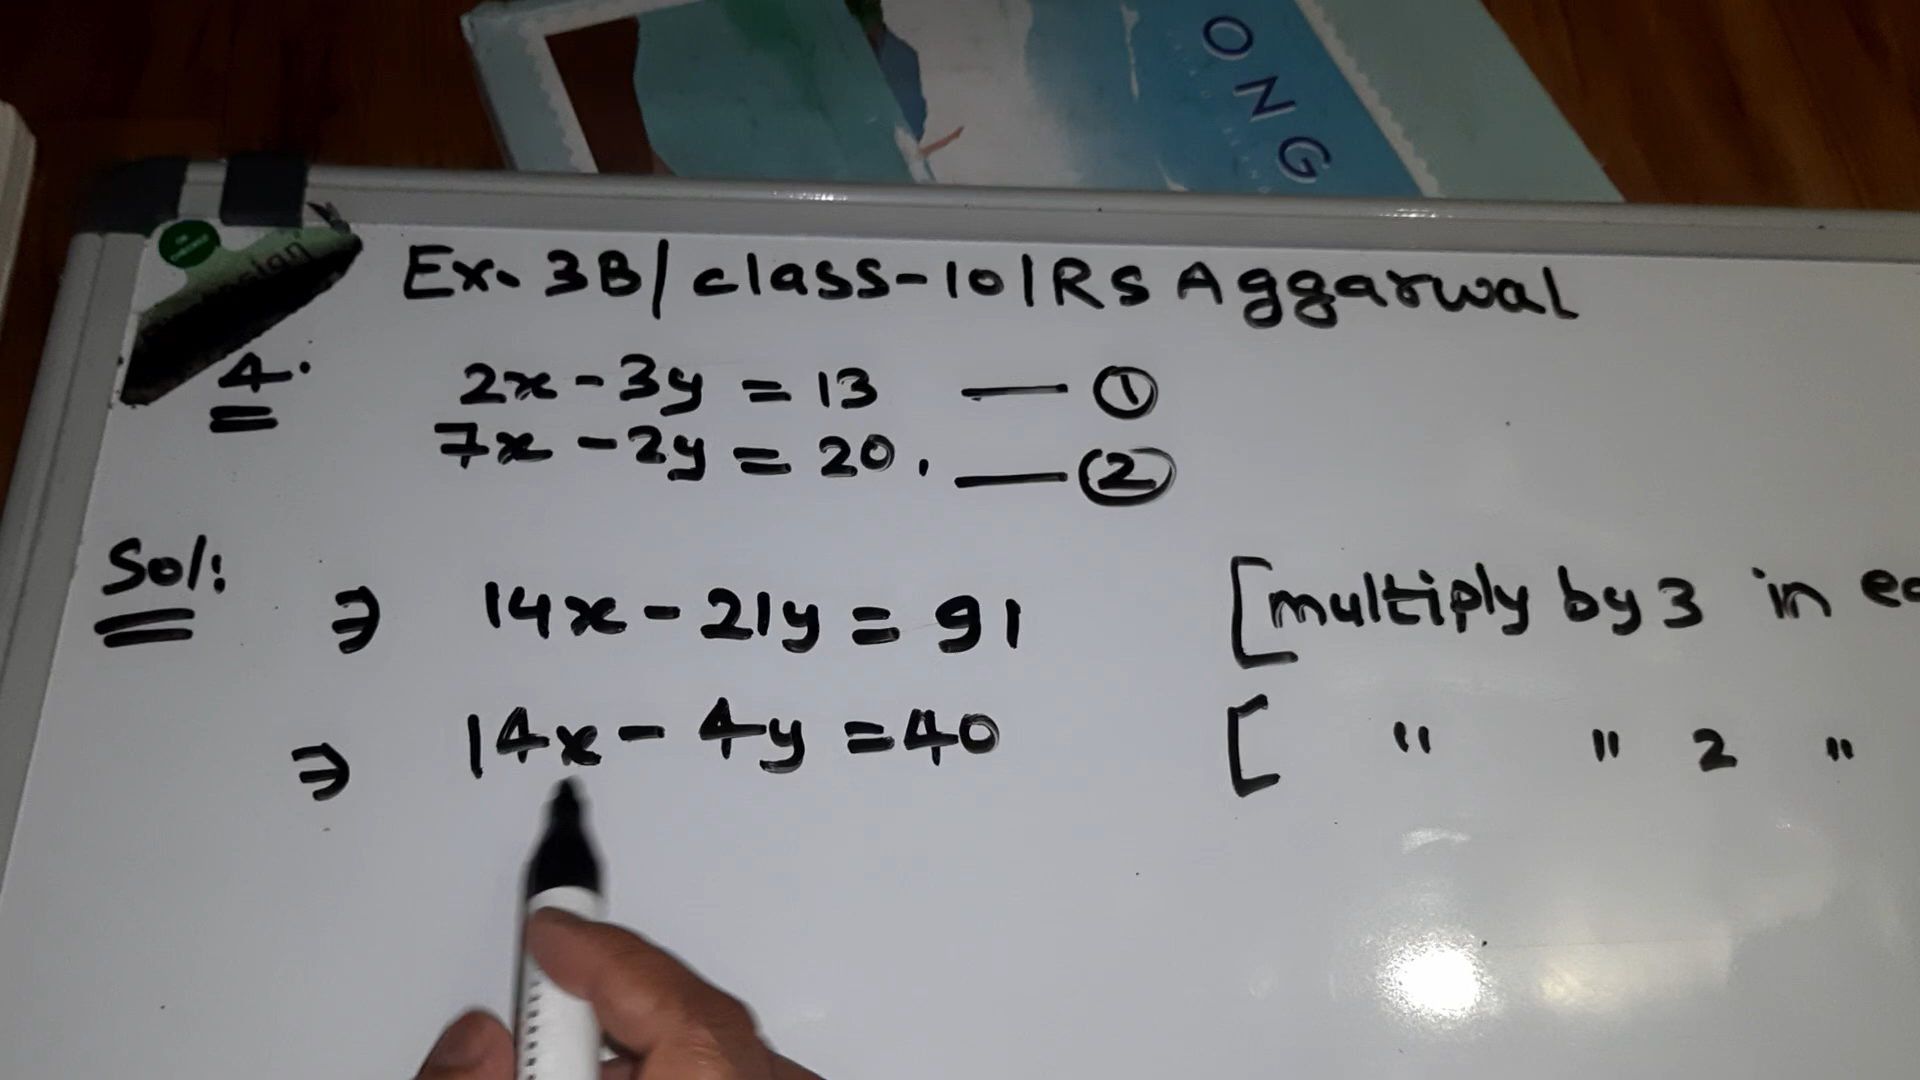 ONG
Ex. 3B/class-10/RS Aggarwal
4. 2x - 3y = 13 — ①
7x - 2y = 20. — ②
Sol:
⇒ 14x - 21y = 91 [multiply by 3 in
⇒ 14x - 4y = 40 [ " " 2 "